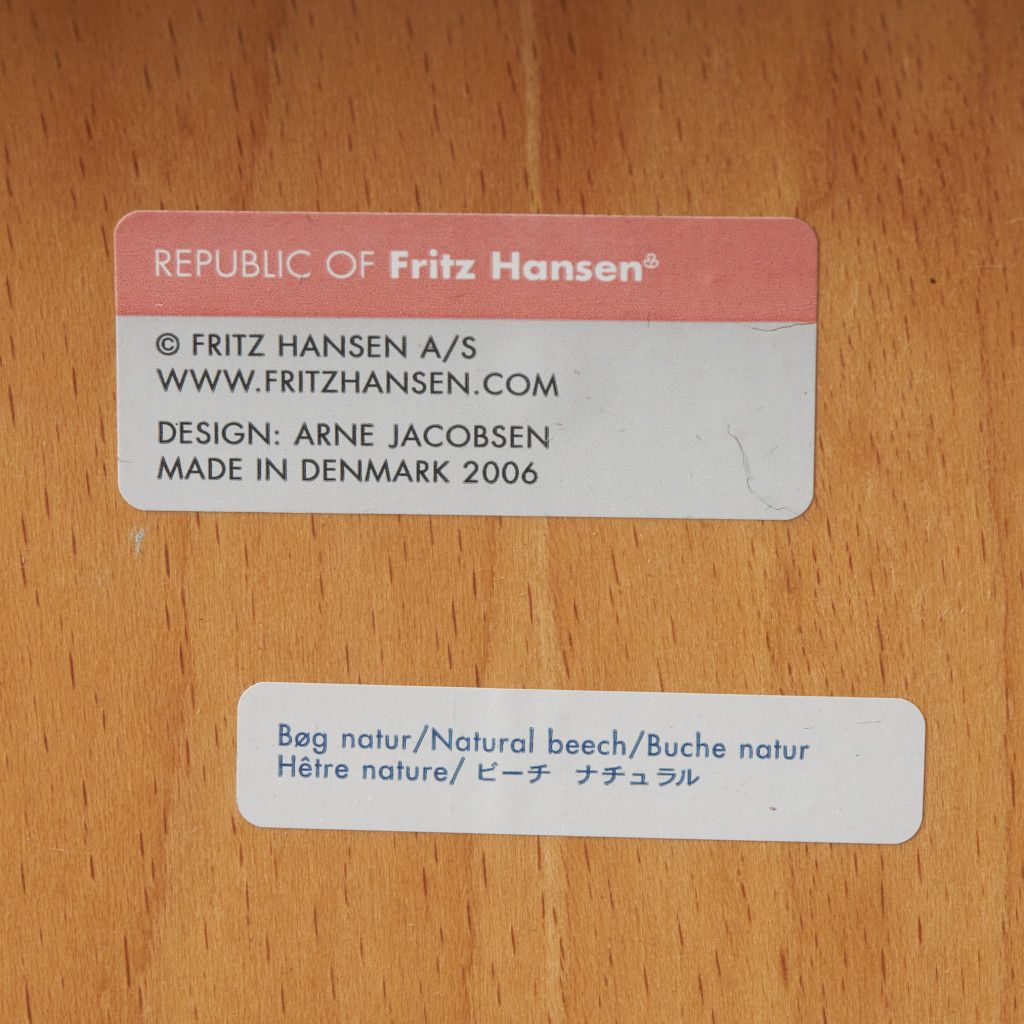 REPUBLIC OF Fritz Hansen
© FRITZ HANSEN A/S
WWW.FRITZHANSEN.COM
DESIGN: ARNE JACOBSEN
MADE IN DENMARK 2006
Bøg natur/Natural beech/Buche natur
Hêtre nature/ ビーチ ナチュラル